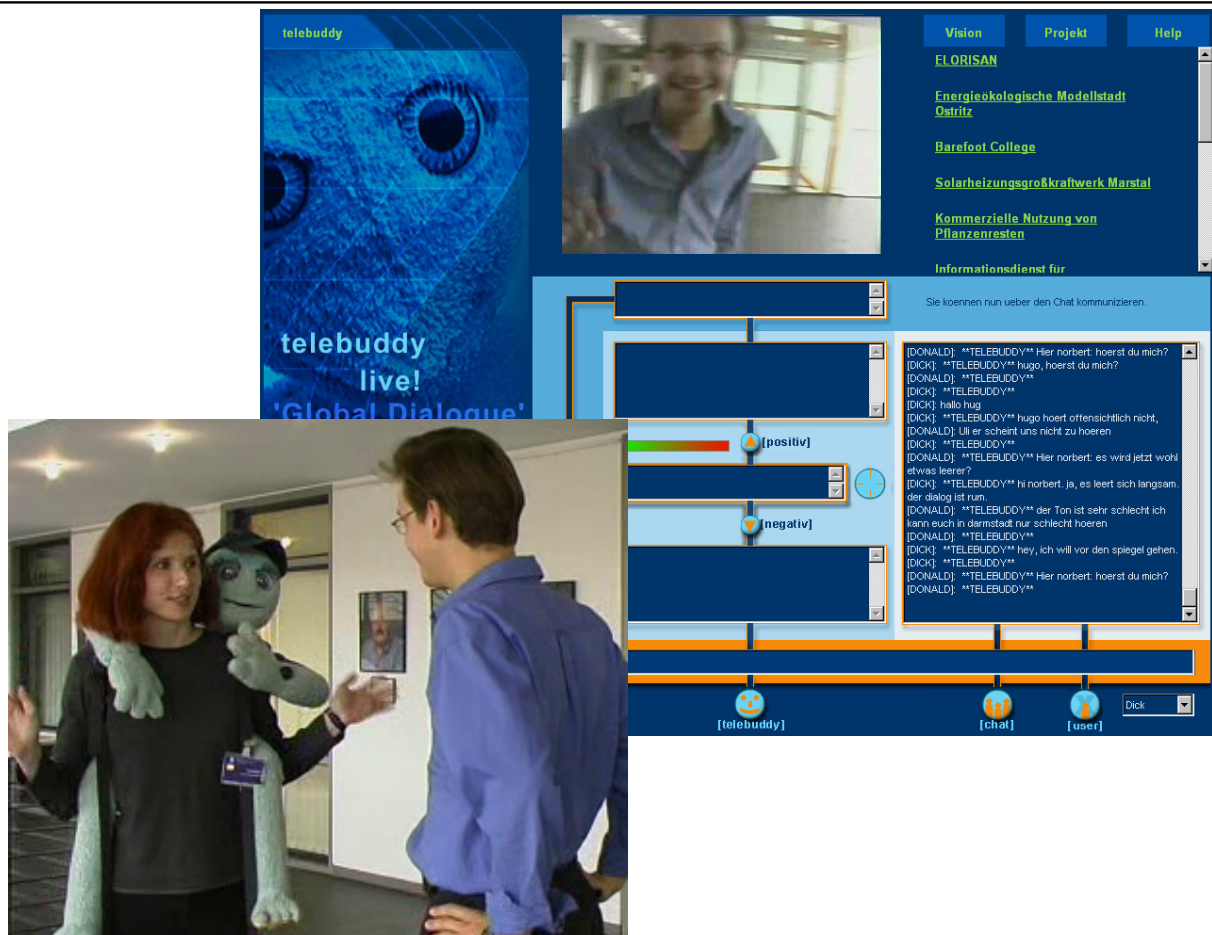 telebuddy
Vision
Projekt
Help
ELORISAN
Energieökologische Modellstadt
Ostritz
Barefoot College
Solarheizungsgroßkraftwerk Marstal
Kommerzielle Nutzung von
Pflanzenresten
Informationsdienst für
telebuddy
live!
'Global Dialogue'
Sie koennen nun ueber den Chat kommunizieren.
[DONALD]: **TELEBUDDY** Hier norbert: hoerst du mich?
[DICK]: **TELEBUDDY** hugo, hoerst du mich?
[DONALD]: **TELEBUDDY**
[DICK]: **TELEBUDDY**
[DICK]: hallo hug
[DICK]: **TELEBUDDY** hugo hoert offensichtlich nicht,
[DONALD]: Uli er scheint uns nicht zu hoeren
[DICK]: **TELEBUDDY**
[DONALD]: **TELEBUDDY** Hier norbert: es wird jetzt wohl
etwas leerer?
[DICK]: **TELEBUDDY** hi norbert. ja, es leert sich langsam.
der dialog ist rum.
[DONALD]: **TELEBUDDY** der Ton ist sehr schlecht ich
kann euch in darmstadt nur schlecht hoeren
[DONALD]: **TELEBUDDY**
[DICK]: **TELEBUDDY** hey, ich will vor den spiegel gehen.
[DICK]: **TELEBUDDY**
[DONALD]: **TELEBUDDY** Hier norbert: hoerst du mich?
[DONALD]: **TELEBUDDY**
[positiv]
[negativ]
[telebuddy]
[chat]
[user]
Dick